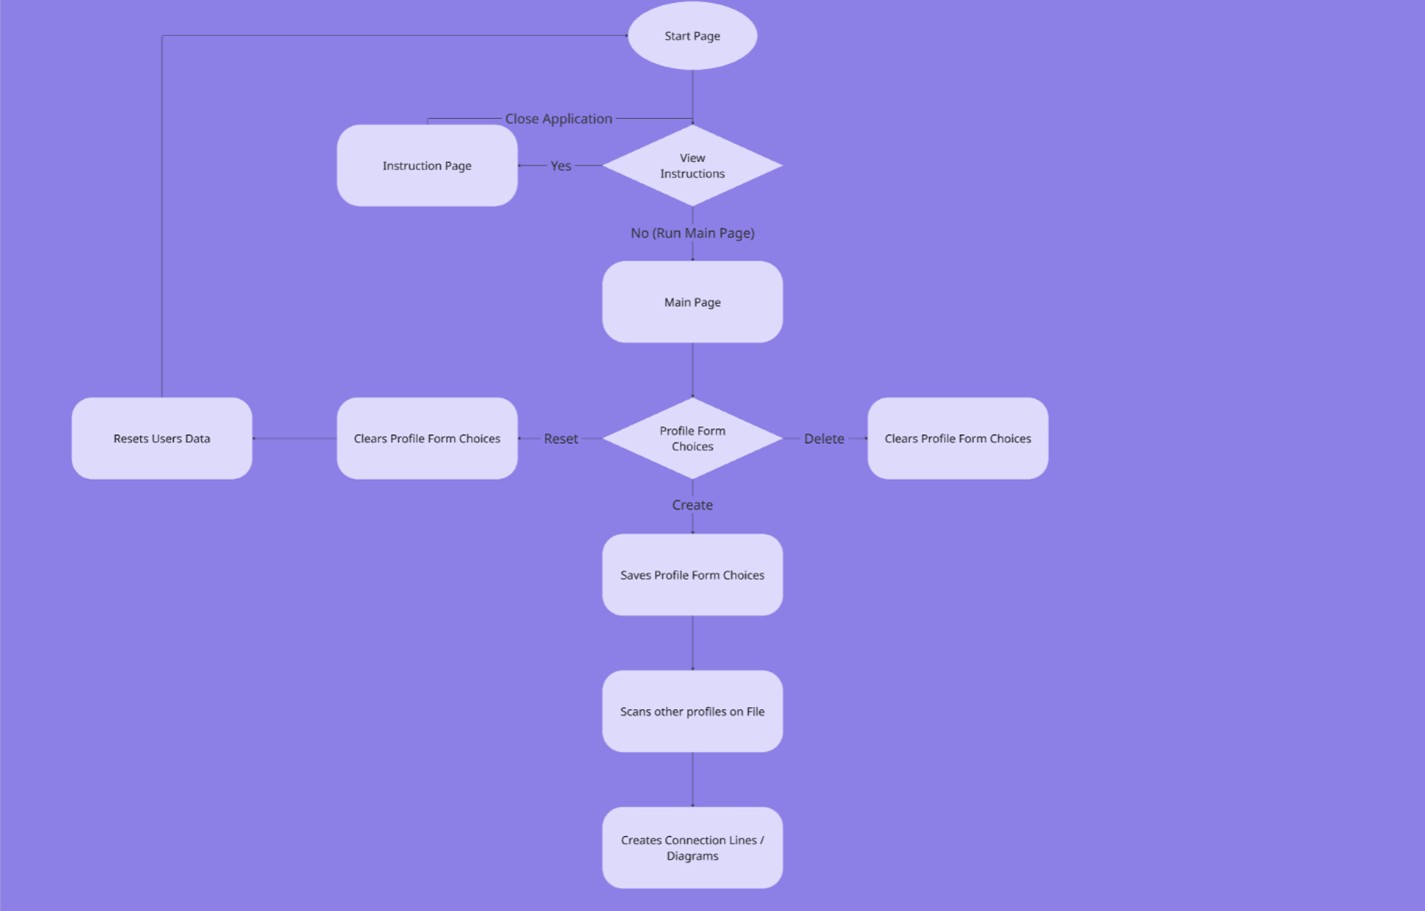 Start Page
Close Application
Instruction Page
Yes
View
Instructions
No (Run Main Page)
Main Page
Resets Users Data
Clears Profile Form Choices
Reset
Profile Form
Choices
Delete
Clears Profile Form Choices
Create
Saves Profile Form Choices
Scans other profiles on File
Creates Connection Lines /
Diagrams